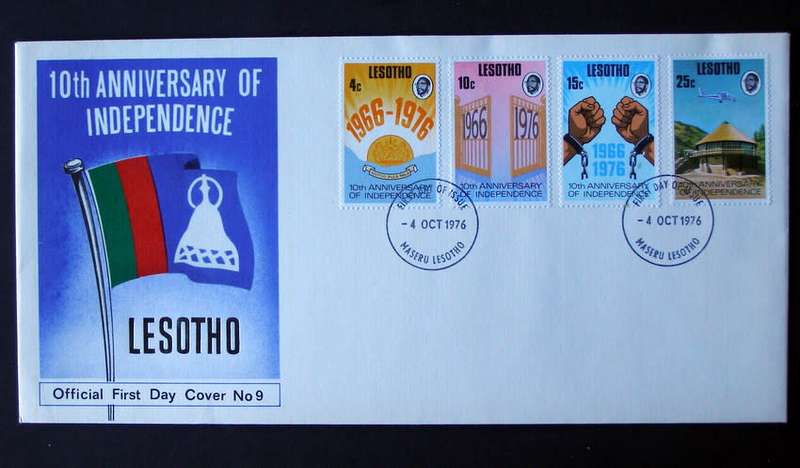 10th ANNIVERSARY OF
INDEPENDENCE
LESOTHO
Official First Day Cover No 9
LESOTHO
4c
1966-1976
10th ANNIVERSARY
OF INDEPENDENCE
LESOTHO
10c
1966 1976
10th ANNIVERSARY
OF INDEPENDENCE
LESOTHO
15c
1966
1976
10th ANNIVERSARY
OF INDEPENDENCE
LESOTHO
25c
10th ANNIVERSARY
OF INDEPENDENCE
FIRST DAY OF ISSUE
- 4 OCT 1976
MASERU LESOTHO
FIRST DAY OF ISSUE
- 4 OCT 1976
MASERU LESOTHO